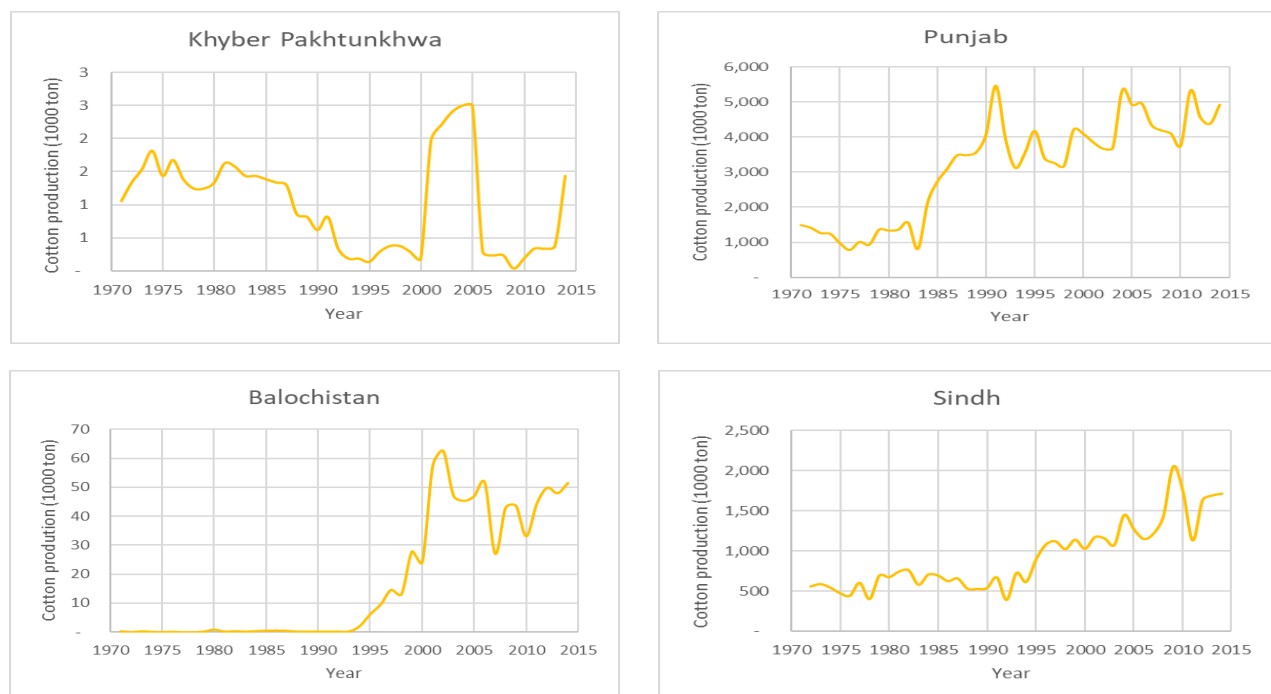 Khyber Pakhtunkhwa
Cotton production (1000 ton)
3
3
2
2
1
1
-
1970 1975 1980 1985 1990 1995 2000 2005 2010 2015
Year
Punjab
Cotton production (1000 ton)
6,000
5,000
4,000
3,000
2,000
1,000
-
1970 1975 1980 1985 1990 1995 2000 2005 2010 2015
Year
Balochistan
Cotton prodution (1000 ton)
70
60
50
40
30
20
10
-
1970 1975 1980 1985 1990 1995 2000 2005 2010 2015
Year
Sindh
Cotton production (1000 ton)
2,500
2,000
1,500
1,000
500
-
1970 1975 1980 1985 1990 1995 2000 2005 2010 2015
Year